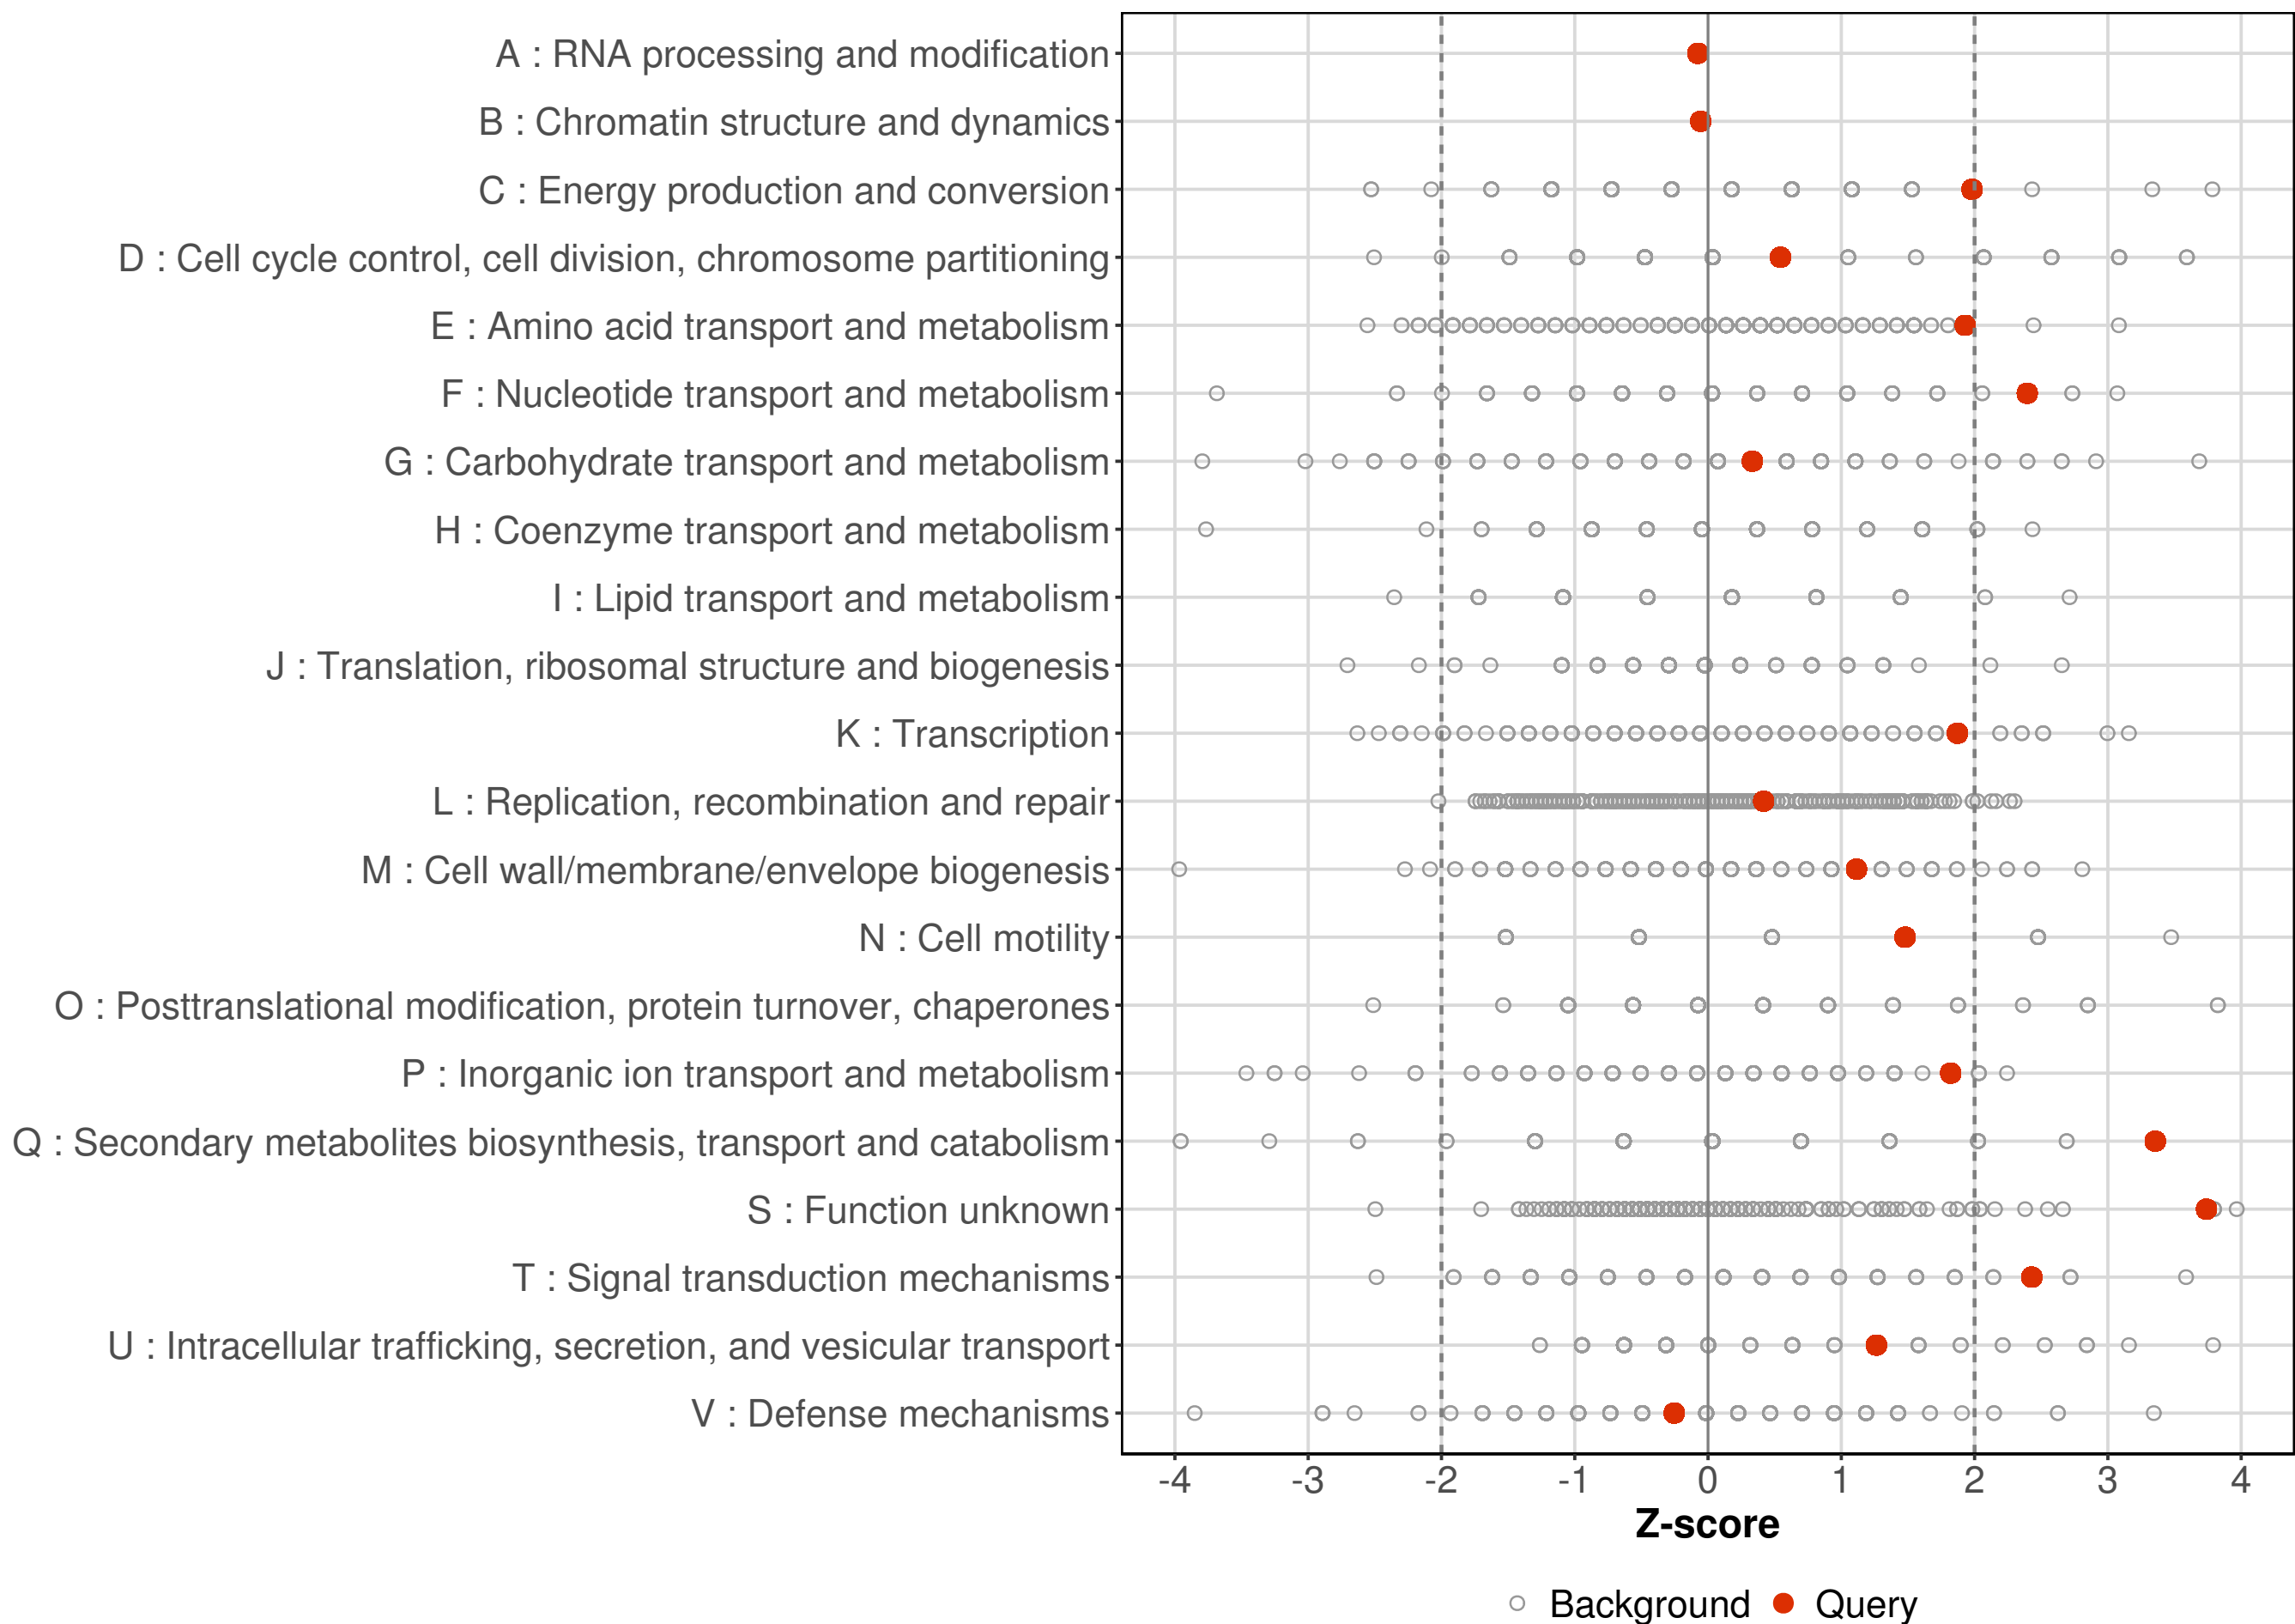 A : RNA processing and modification
B : Chromatin structure and dynamics
C : Energy production and conversion
D : Cell cycle control, cell division, chromosome partitioning
E : Amino acid transport and metabolism
F : Nucleotide transport and metabolism
G : Carbohydrate transport and metabolism
H : Coenzyme transport and metabolism
I : Lipid transport and metabolism
J : Translation, ribosomal structure and biogenesis
K : Transcription
L : Replication, recombination and repair
M : Cell wall/membrane/envelope biogenesis
N : Cell motility
O : Posttranslational modification, protein turnover, chaperones
P : Inorganic ion transport and metabolism
Q : Secondary metabolites biosynthesis, transport and catabolism
S : Function unknown
T : Signal transduction mechanisms
U : Intracellular trafficking, secretion, and vesicular transport
V : Defense mechanisms
-4 -3 -2 -1 0 1 2 3 4
Z-score
Background Query